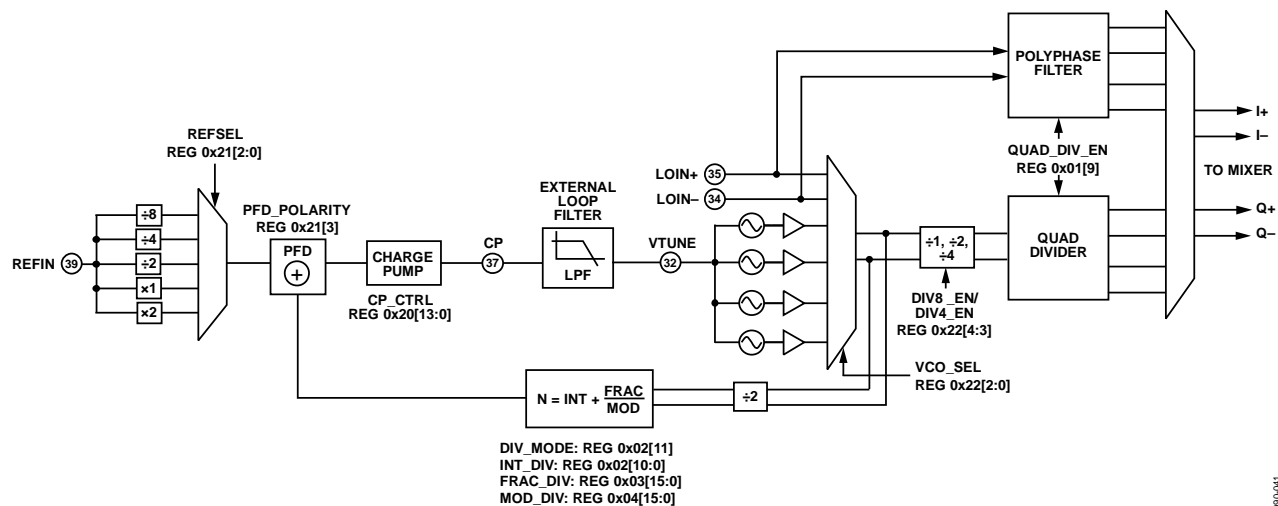 REFSEL
REG 0x21[2:0]
÷8
÷4
÷2
×1
×2
REFIN 39
PFD_POLARITY
REG 0x21[3]
PFD
+
CHARGE
PUMP
CP_CTRL
REG 0x20[13:0]
CP
37
EXTERNAL
LOOP
FILTER
LPF
VTUNE
32
LOIN+ 35
LOIN– 34
POLYPHASE
FILTER
QUAD_DIV_EN
REG 0x01[9]
QUAD
DIVIDER
÷1, ÷2,
÷4
DIV8_EN/
DIV4_EN
REG 0x22[4:3]
VCO_SEL
REG 0x22[2:0]
I+
I–
TO MIXER
Q+
Q–
N = INT + FRAC
MOD
÷2
DIV_MODE: REG 0x02[11]
INT_DIV: REG 0x02[10:0]
FRAC_DIV: REG 0x03[15:0]
MOD_DIV: REG 0x04[15:0]